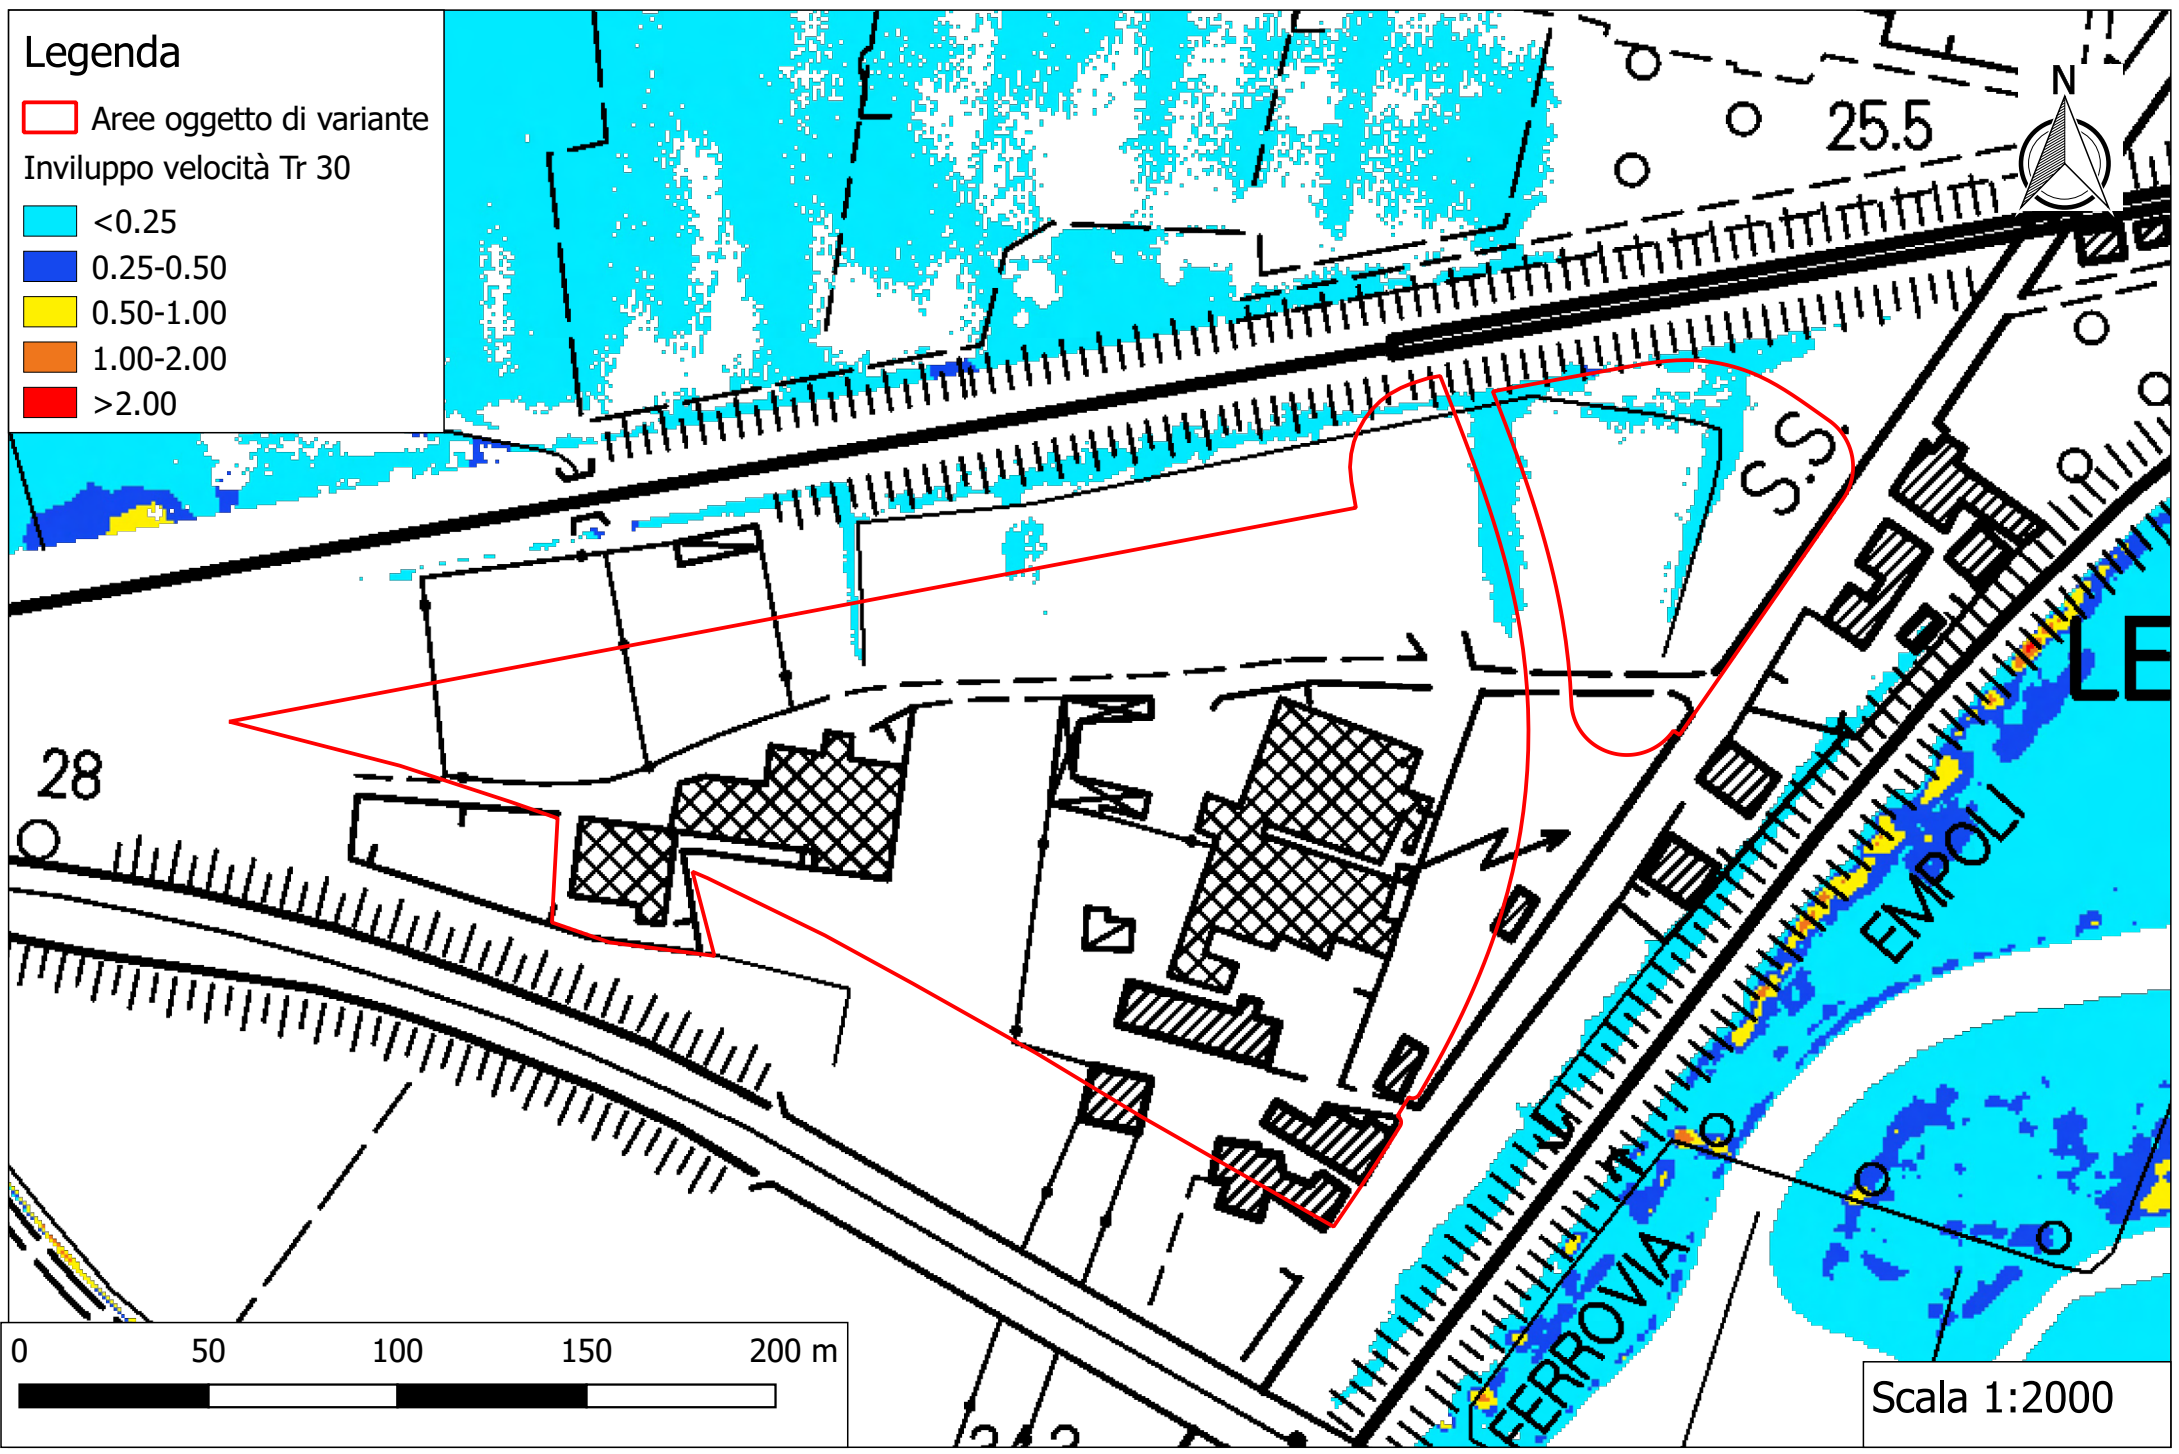 Legenda
Aree oggetto di variante
Inviluppo velocità Tr 30
<0.25
0.25-0.50
0.50-1.00
1.00-2.00
>2.00
N
25.5
S.S.
LE
28
EMPOLI
FERROVIA
0 50 100 150 200 m
Scala 1:2000